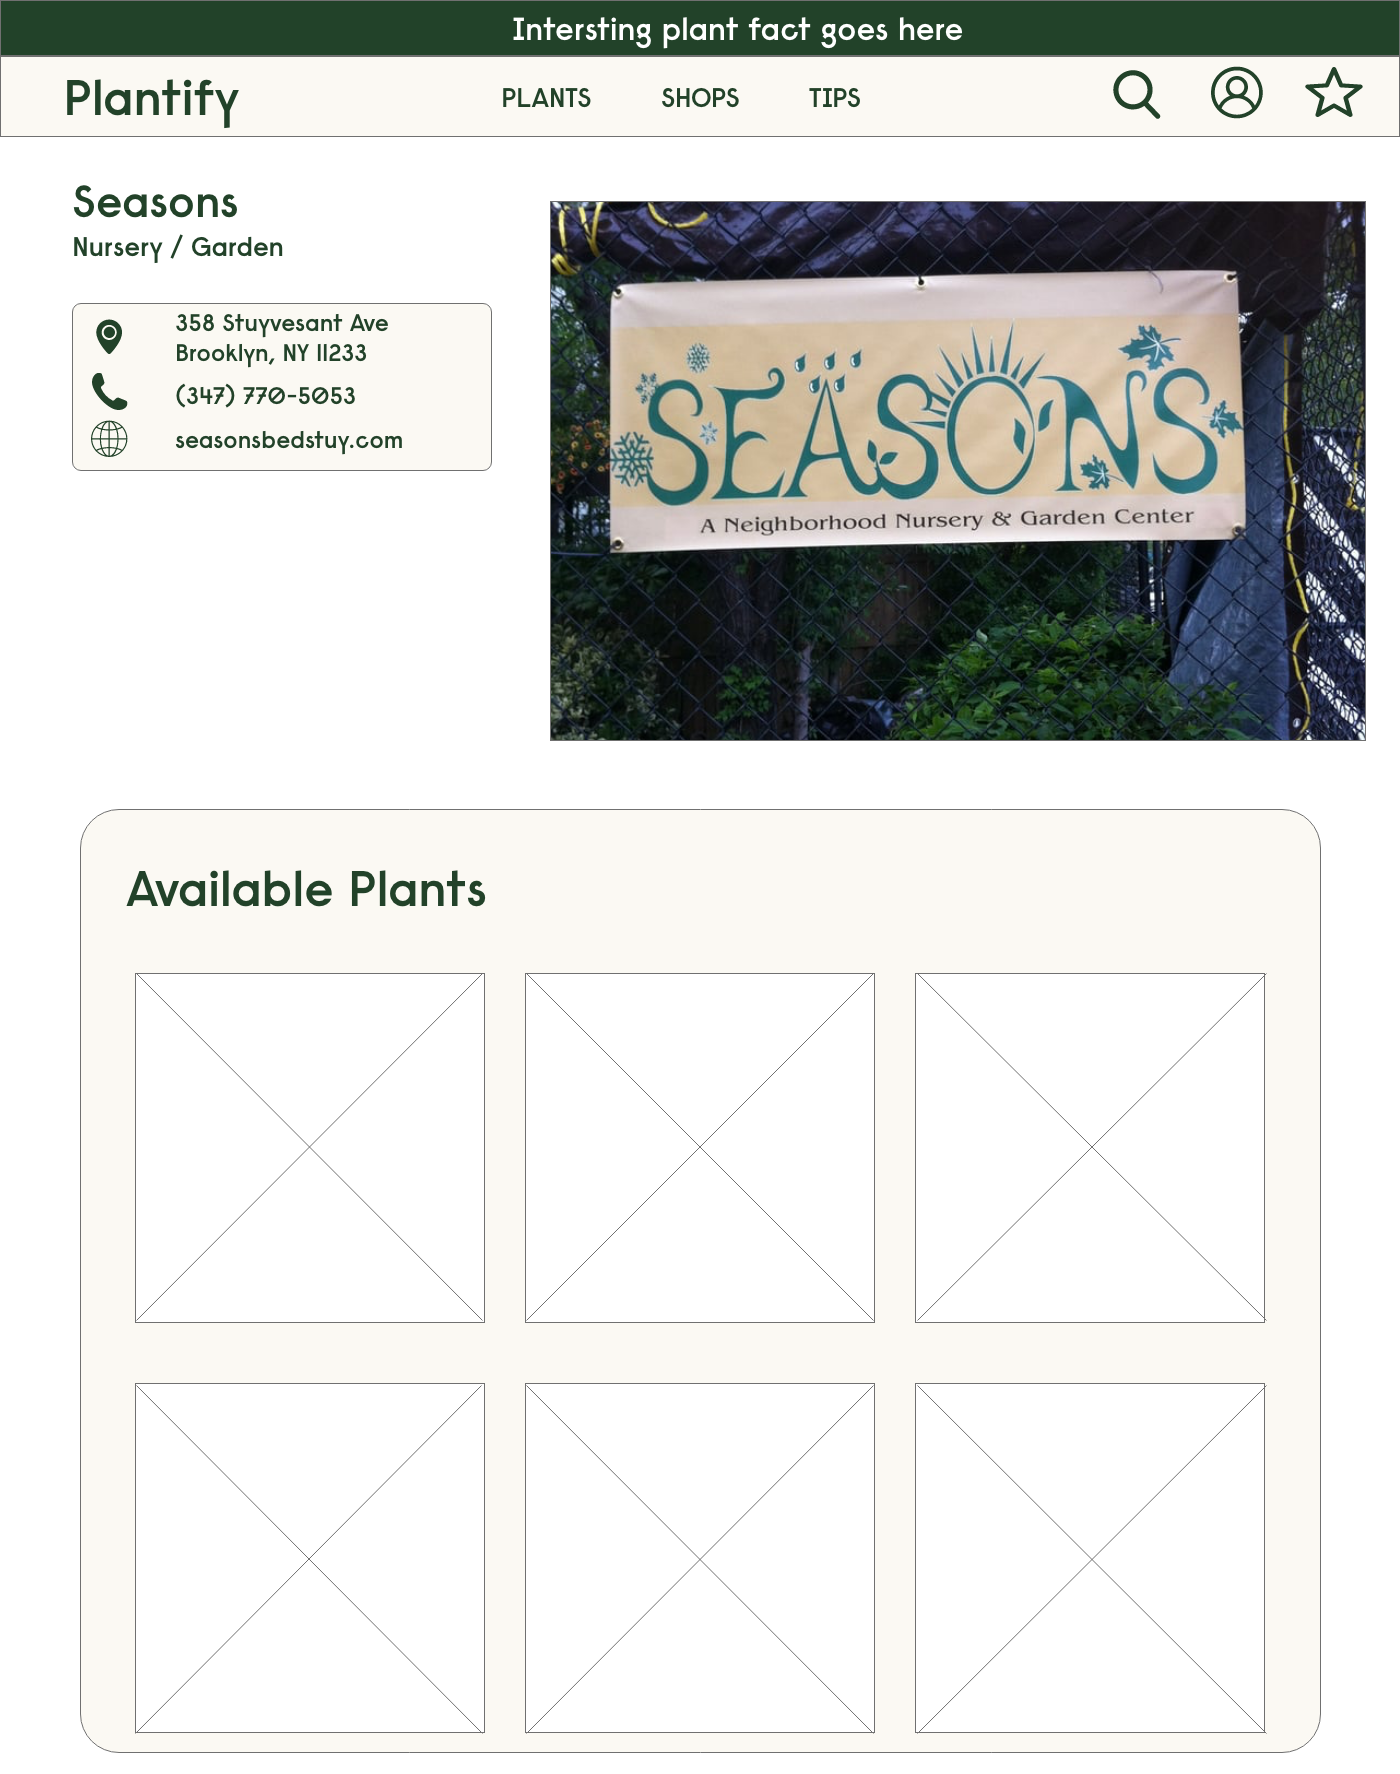 Intersting plant fact goes here
Plantify
PLANTS SHOPS TIPS
Seasons
Nursery / Garden
358 Stuyvesant Ave
Brooklyn, NY 11233
(347) 770-5053
seasonsbedstuy.com
SEASONS
A Neighborhood Nursery & Garden Center
Available Plants